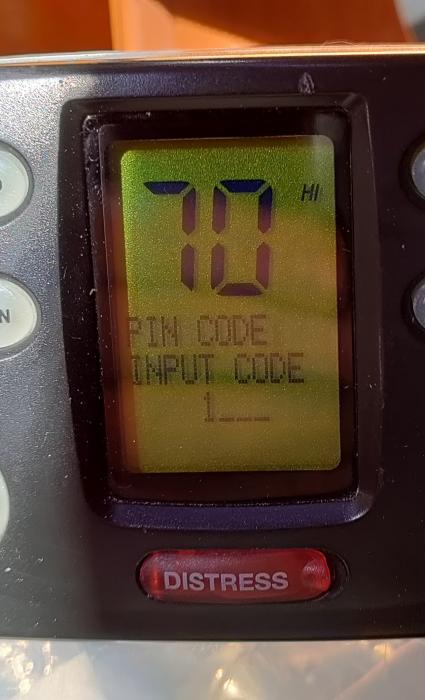 70 HI
PIN CODE
INPUT CODE
1___
N
DISTRESS